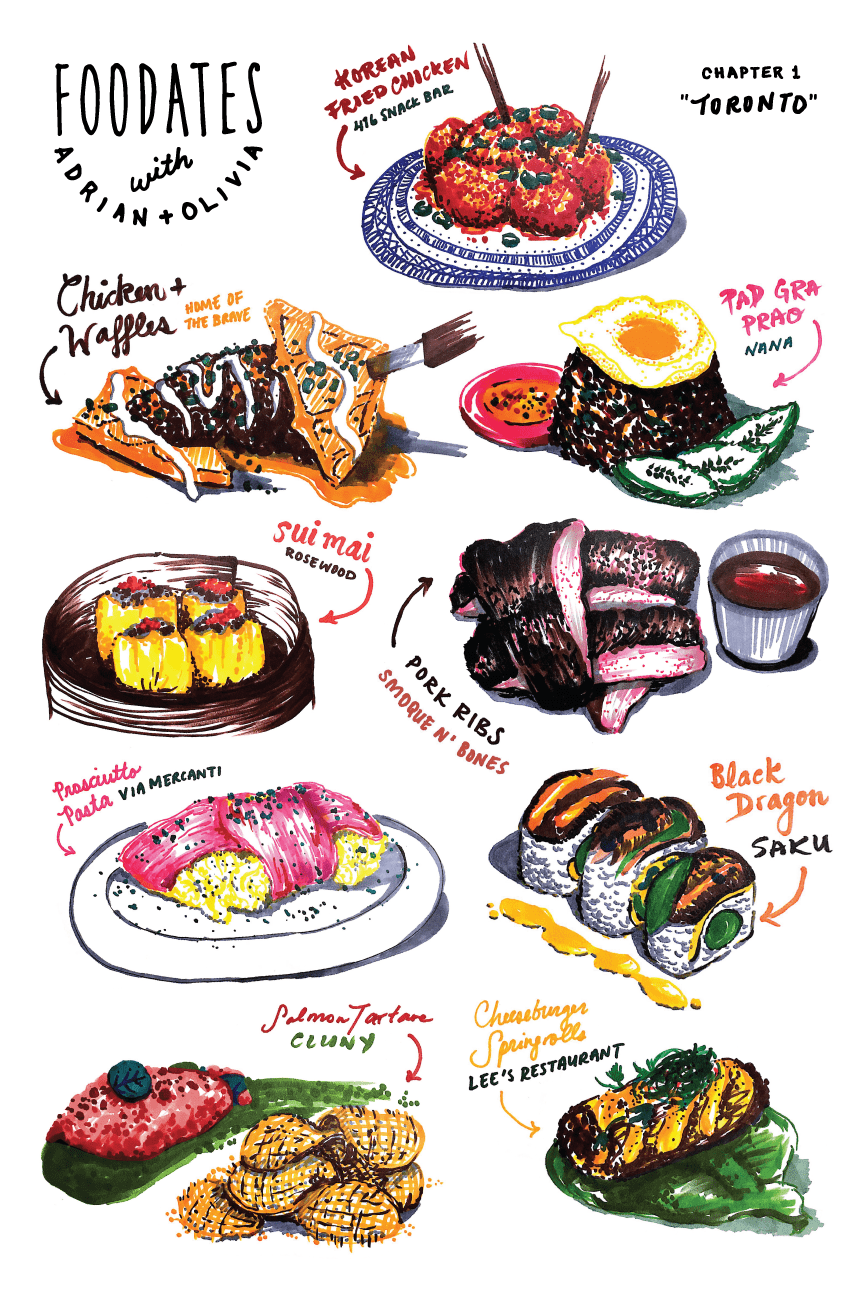 FOODATES
with
ADRIAN + OLIVIA
KOREAN
FRIED CHICKEN
416 SNACK BAR
CHAPTER 1
"TORONTO"
Chicken +
Waffles
HOME OF
THE BRAVE
PAD GRA
PRAO
NANA
sui mai
ROSEWOOD
PORK RIBS
SMOQUE N' BONES
Prosciutto
Pasta VIA MERCANTI
Black
Dragon
SAKU
Salmon Tartare
CLUNY
Cheeseburger
Springrolls
LEE'S RESTAURANT